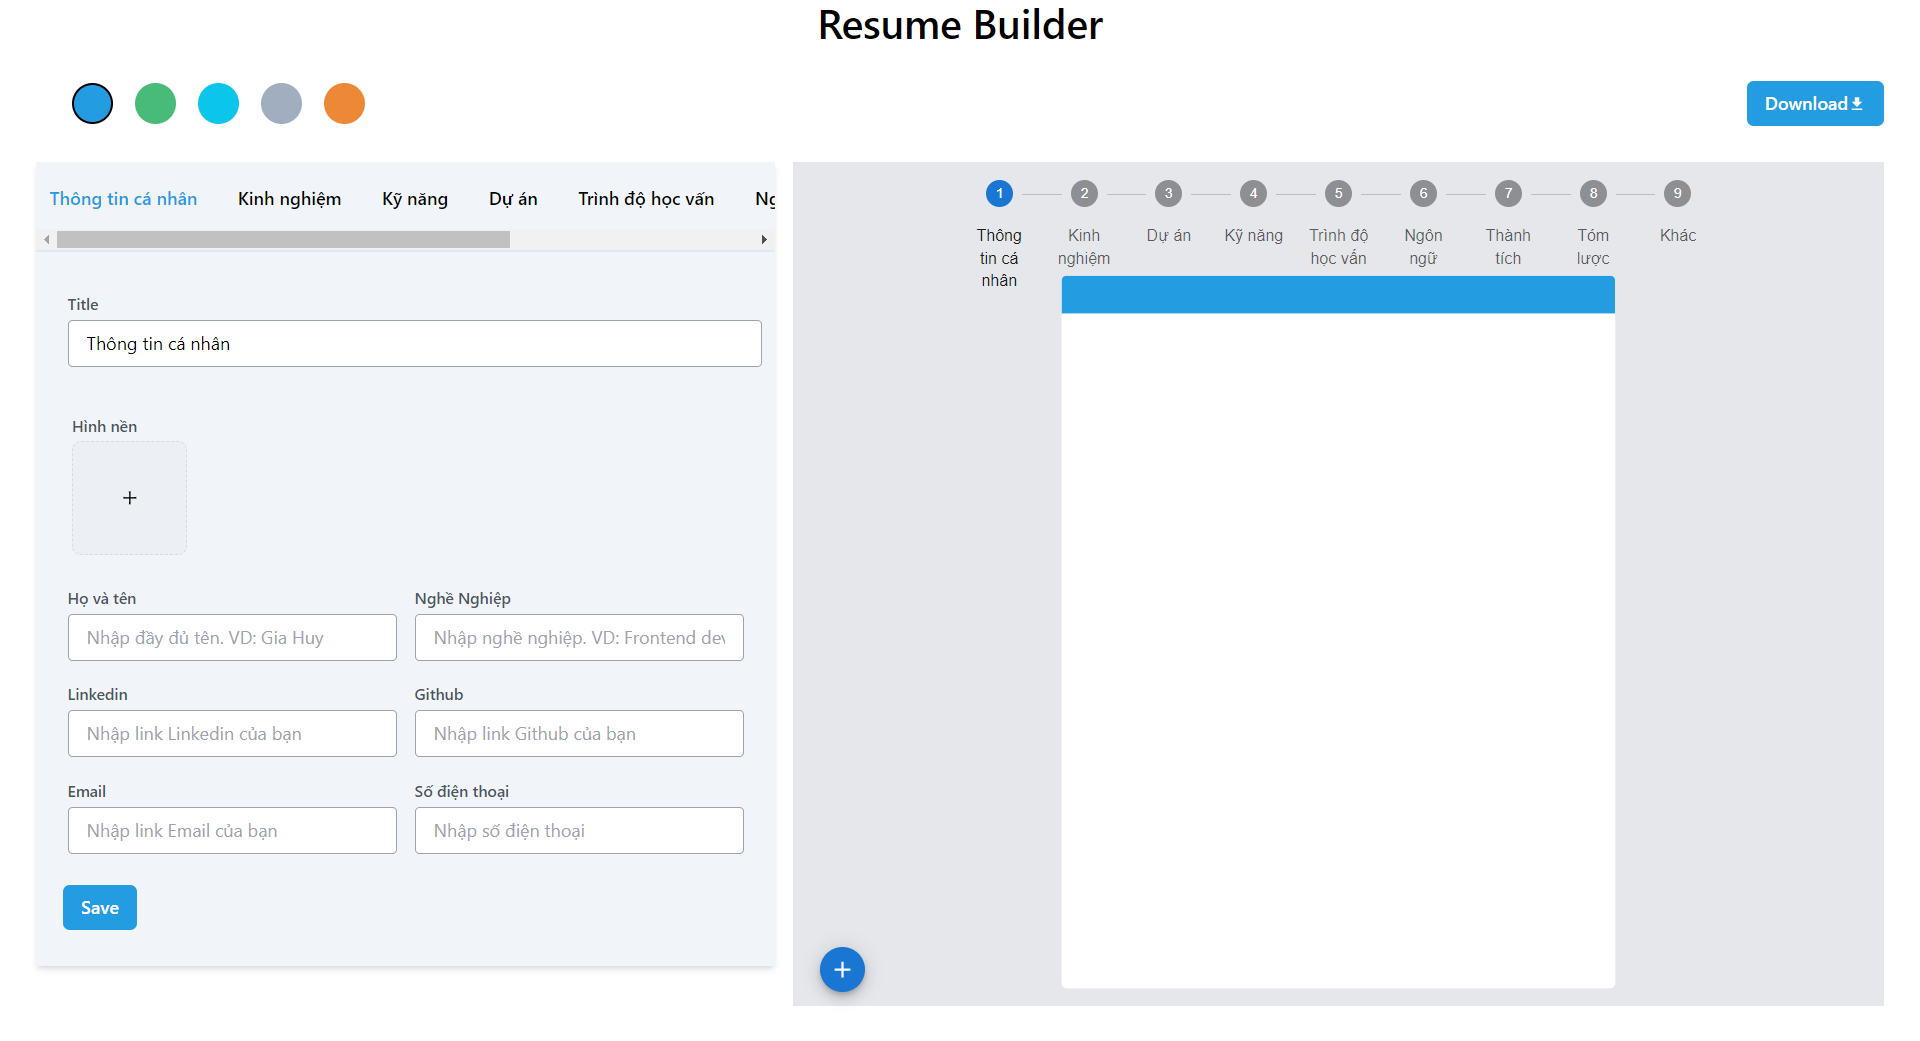 Resume Builder
Download
Thông tin cá nhân Kinh nghiệm Kỹ năng Dự án Trình độ học vấn
1 2 3 4 5 6 7 8 9
Thông Kinh Dự án Kỹ năng Trình độ Ngôn Thành Tóm Khác
tin cá nghiệm học vấn ngữ tích lược
nhân
Title
Thông tin cá nhân
Hình nền
+
Họ và tên Nghề Nghiệp
Nhập đầy đủ tên. VD: Gia Huy Nhập nghề nghiệp. VD: Frontend dev
Linkedin Github
Nhập link Linkedin của bạn Nhập link Github của bạn
Email Số điện thoại
Nhập link Email của bạn Nhập số điện thoại
Save
+